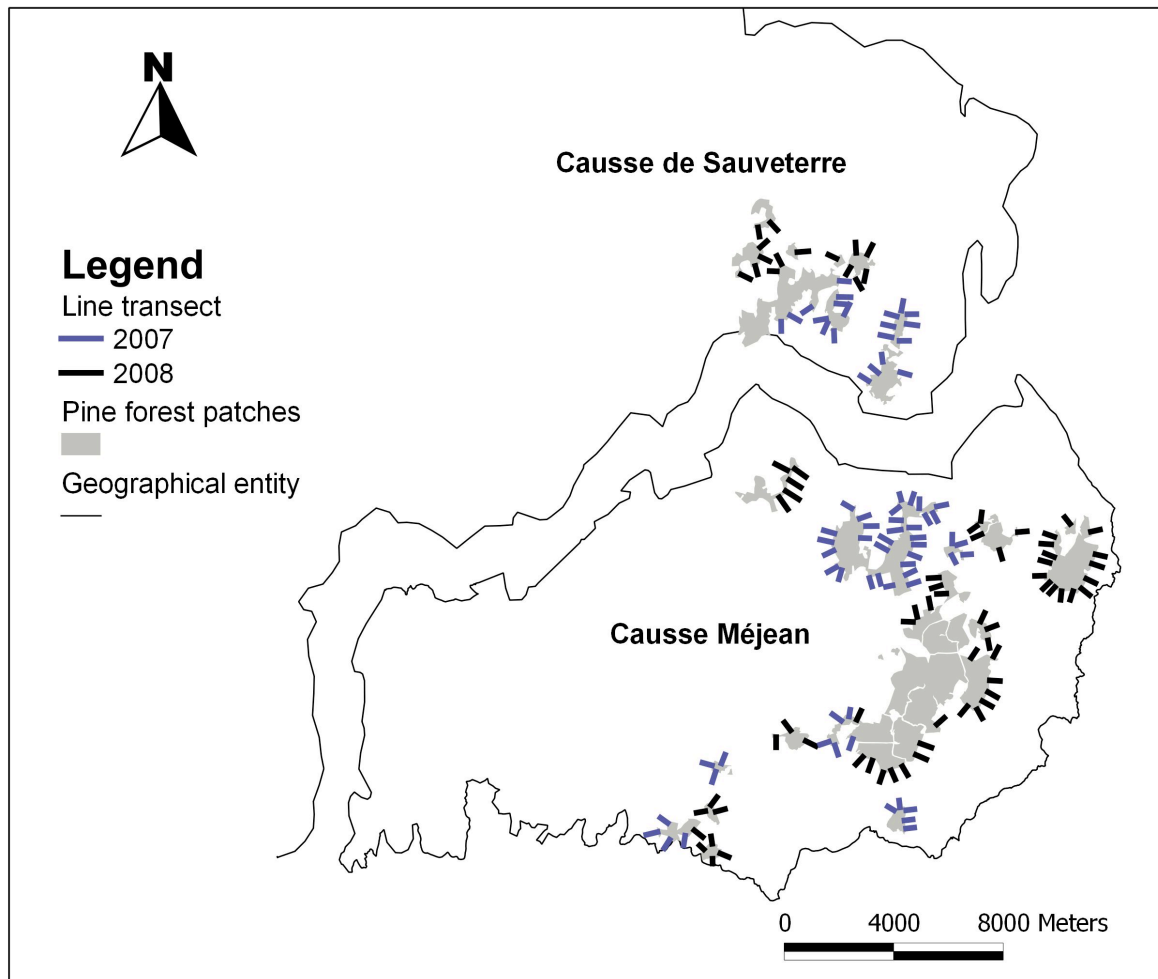 N
Causse de Sauveterre
Legend
Line transect
2007
2008
Pine forest patches
Geographical entity
Causse Méjean
0 4000 8000 Meters